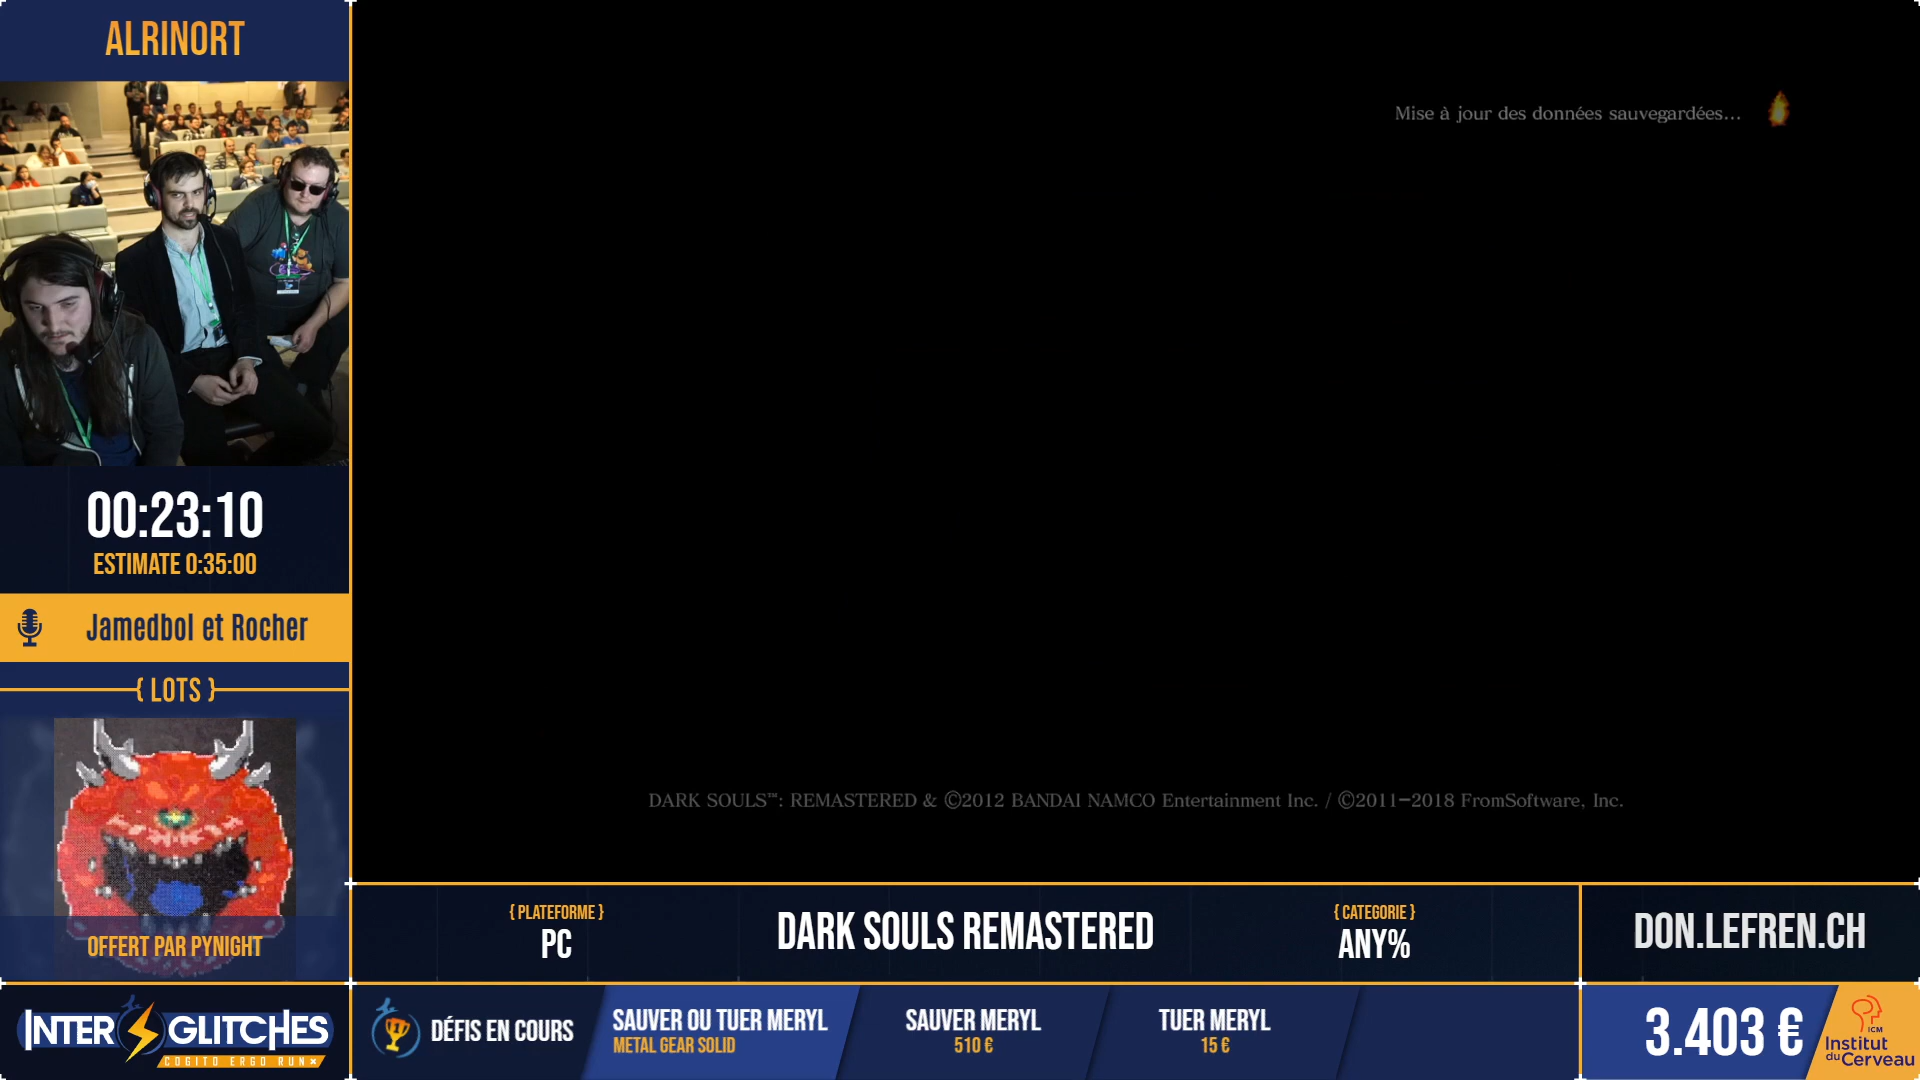 ALRINORT
Mise à jour des données sauvegardées...
00:23:10
ESTIMATE 0:35:00
Jamedbol et Rocher
{ LOTS }
OFFERT PAR PYNIGHT
DARK SOULS™: REMASTERED & ©2012 BANDAI NAMCO Entertainment Inc. / ©2011–2018 FromSoftware, Inc.
{ PLATEFORME }
PC
DARK SOULS REMASTERED
{ CATEGORIE }
ANY%
DON.LEFREN.CH
INTER GLITCHES
COGITO ERGO RUN
DÉFIS EN COURS
SAUVER OU TUER MERYL
METAL GEAR SOLID
SAUVER MERYL
510 €
TUER MERYL
15 €
3.403 €
ICM
Institut
du Cerveau